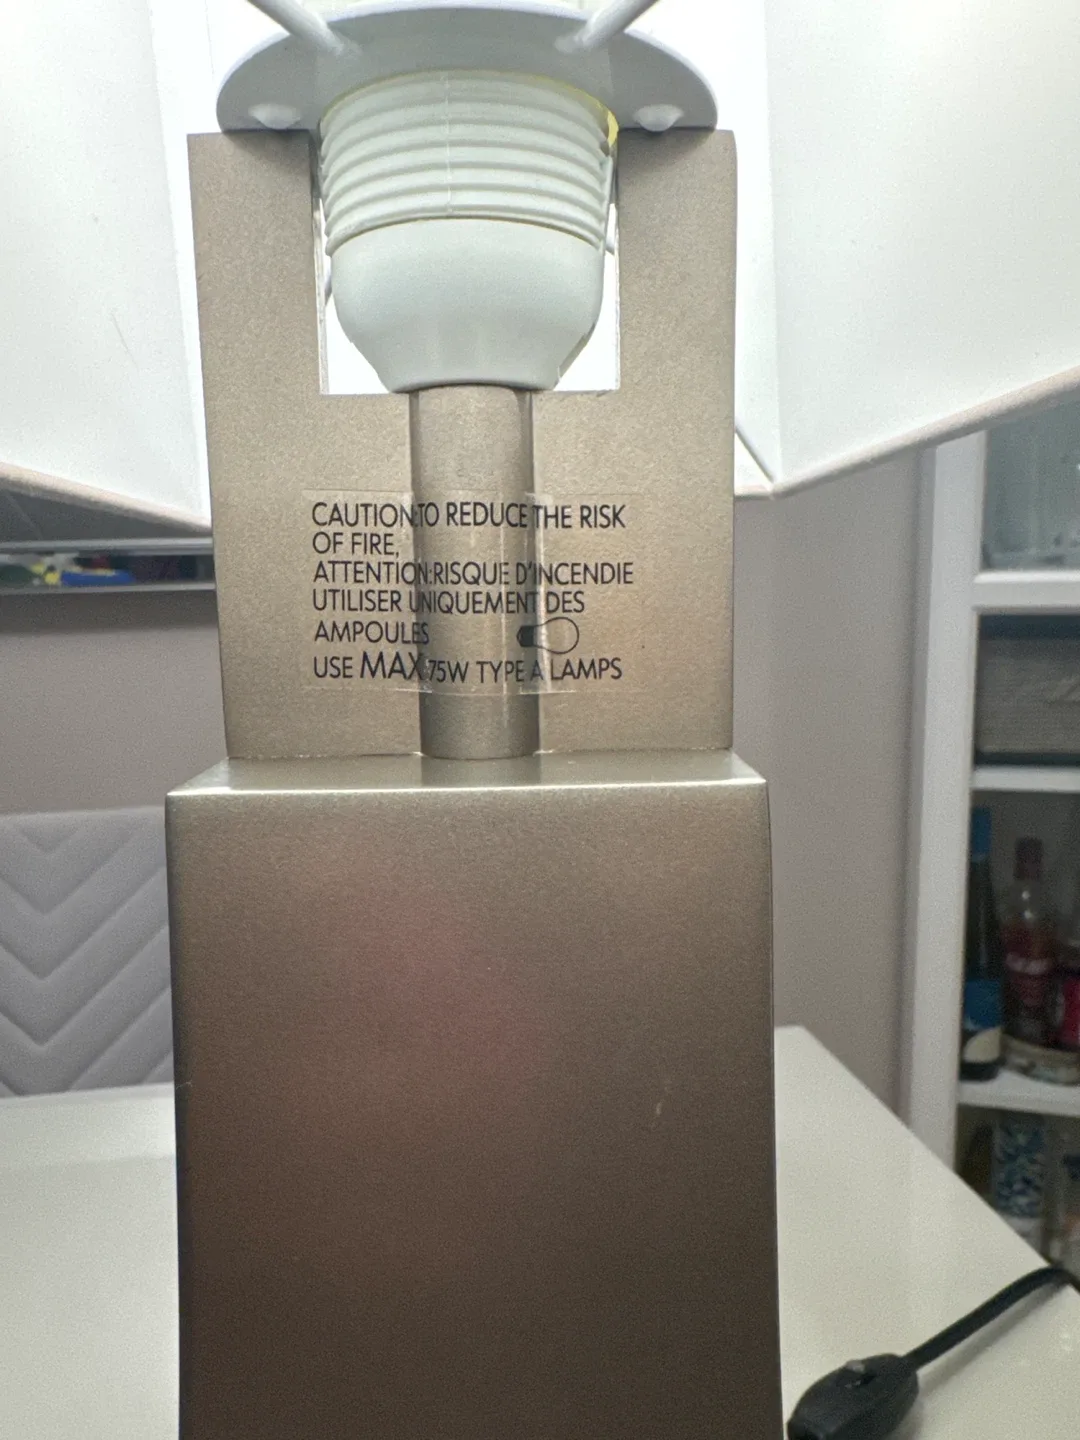 CAUTION:TO REDUCE THE RISK
OF FIRE,
ATTENTION:RISQUE D'INCENDIE
UTILISER UNIQUEMENT DES
AMPOULES
USE MAX 75W TYPE A LAMPS